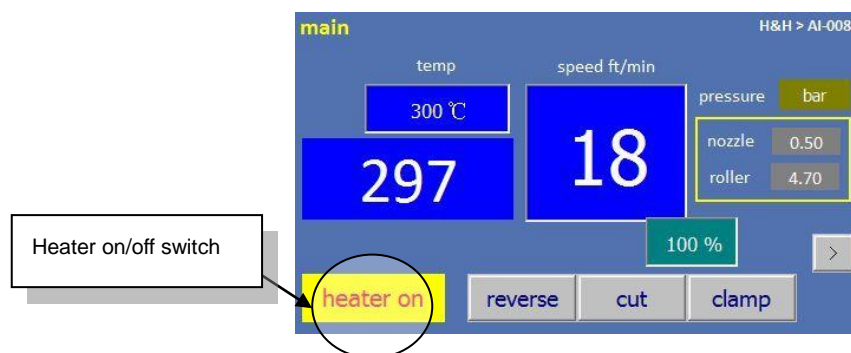 main
H&H > AI-008
temp
speed ft/min
300 ℃
pressure
bar
297
18
nozzle
0.50
roller
4.70
Heater on/off switch
100 %
>
heater on
reverse
cut
clamp